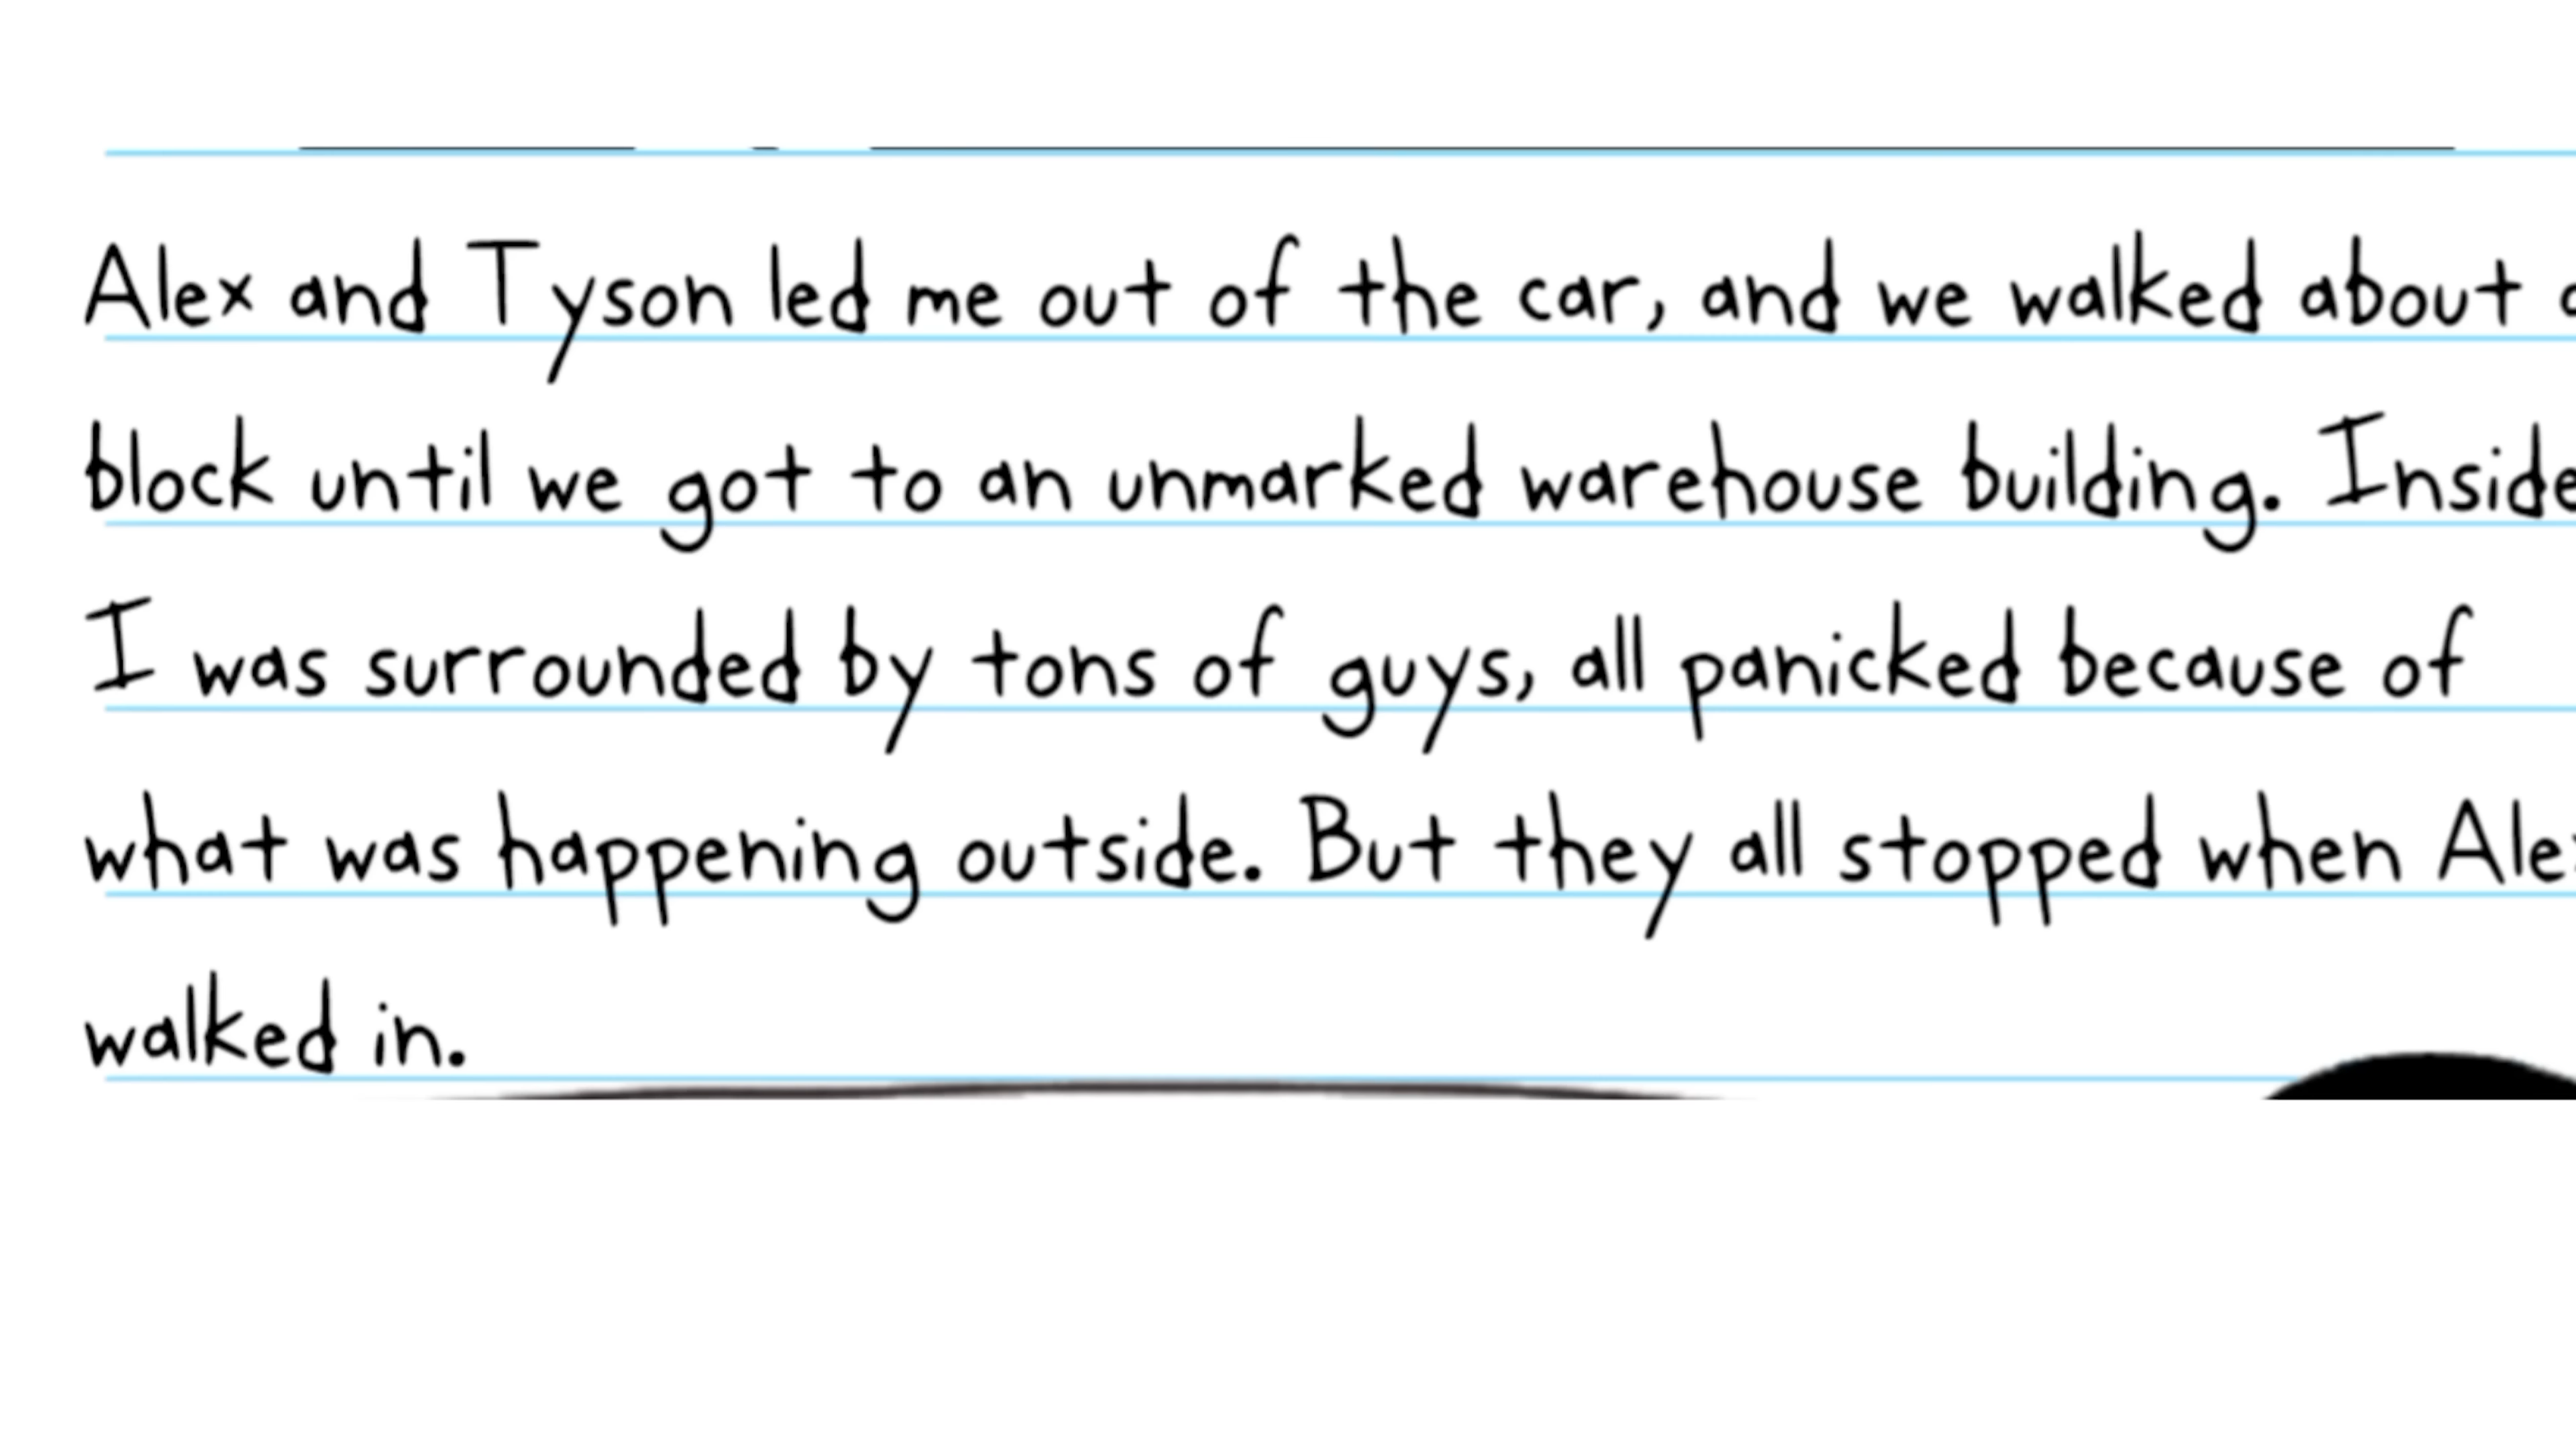 Alex and Tyson led me out of the car, and we walked about a
block until we got to an unmarked warehouse building. Inside
I was surrounded by tons of guys, all panicked because of
what was happening outside. But they all stopped when Alex
walked in.